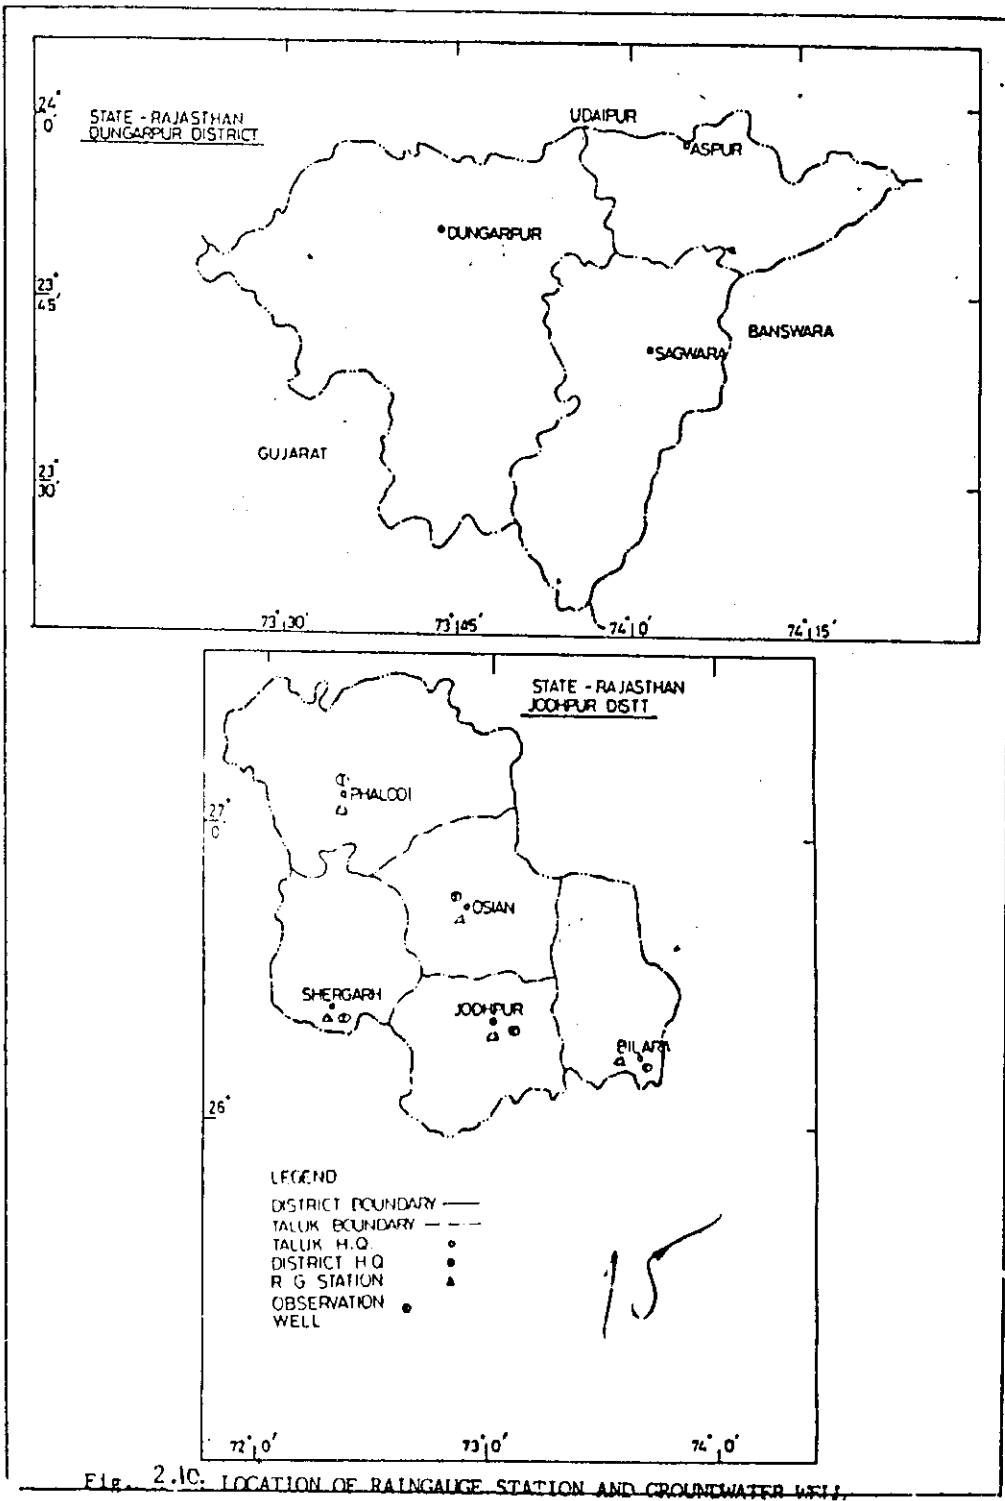 STATE - RAJASTHAN
DUNGARPUR DISTRICT
24°
0'
UDAIPUR
ASPUR
DUNGARPUR
23°
45'
BANSWARA
SAGWARA
GUJARAT
23°
30'
73° 30'
73° 45'
74° 0'
74° 15'
STATE - RAJASTHAN
JODHPUR DISTT
PHALODI
27°
0'
OSIAN
SHERGARH
JODHPUR
BILARA
26°
LEGEND
DISTRICT BOUNDARY
TALUK BOUNDARY
TALUK H.Q.
DISTRICT H Q
R G STATION
OBSERVATION
WELL
72° 0'
73° 0'
74° 0'
Fig. 2.10. LOCATION OF RAINGAUGE STATION AND GROUNDWATER WELL.